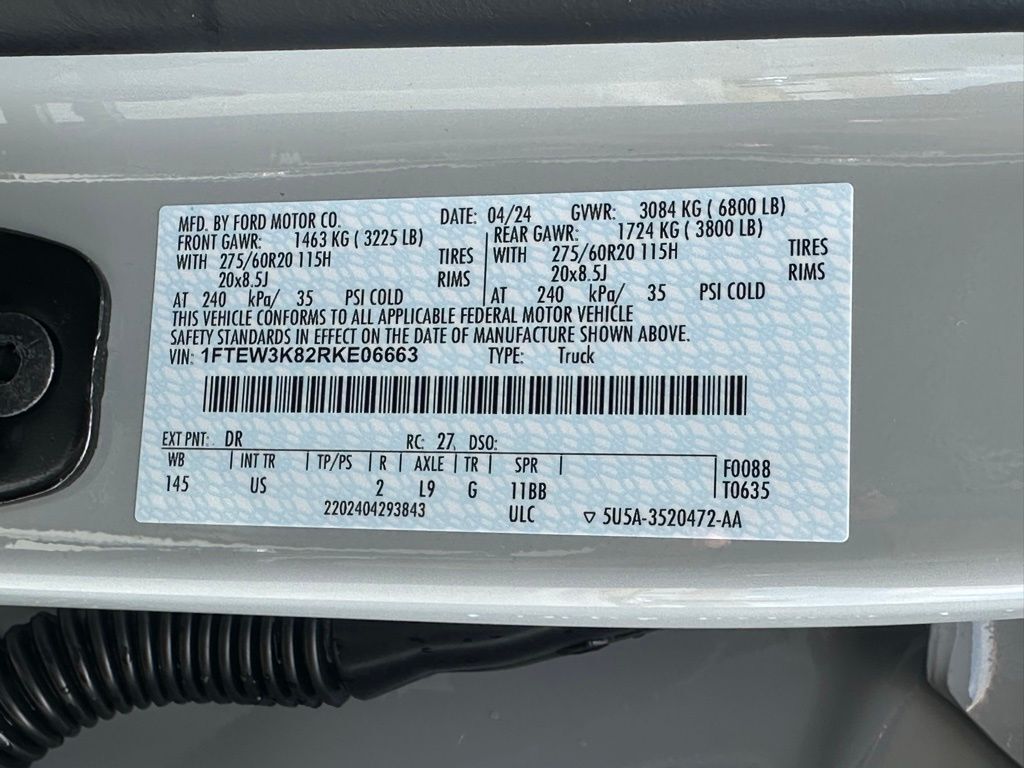 MFD. BY FORD MOTOR CO. DATE: 04/24 GVWR: 3084 KG ( 6800 LB)
FRONT GAWR: 1463 KG ( 3225 LB) REAR GAWR: 1724 KG ( 3800 LB)
WITH 275/60R20 115H TIRES WITH 275/60R20 115H TIRES
20x8.5J RIMS 20x8.5J RIMS
AT 240 kPa/ 35 PSI COLD AT 240 kPa/ 35 PSI COLD
THIS VEHICLE CONFORMS TO ALL APPLICABLE FEDERAL MOTOR VEHICLE
SAFETY STANDARDS IN EFFECT ON THE DATE OF MANUFACTURE SHOWN ABOVE.
VIN: 1FTEW3K82RKE06663 TYPE: Truck
EXT PNT: DR RC: 27 DSO:
WB INT TR TP/PS R AXLE TR SPR F0088
145 US 2 L9 G 11BB T0635
2202404293843 ULC ▽ 5U5A-3520472-AA